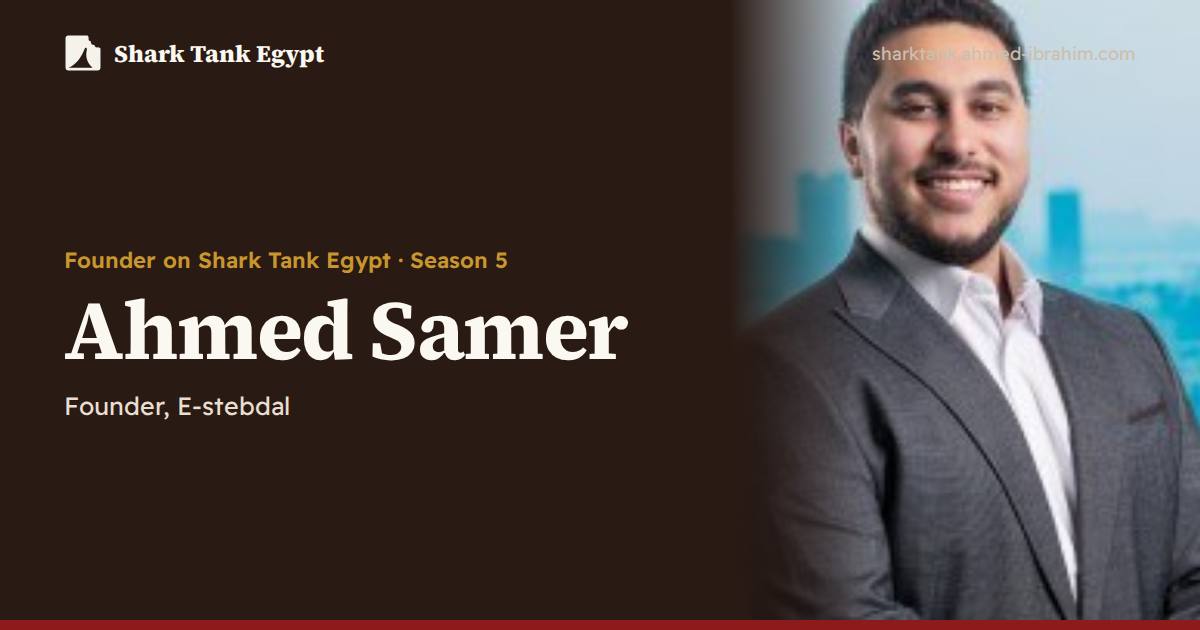 Shark Tank Egypt
sharktank.ahmed-ibrahim.com
Founder on Shark Tank Egypt · Season 5
Ahmed Samer
Founder, E-stebdal